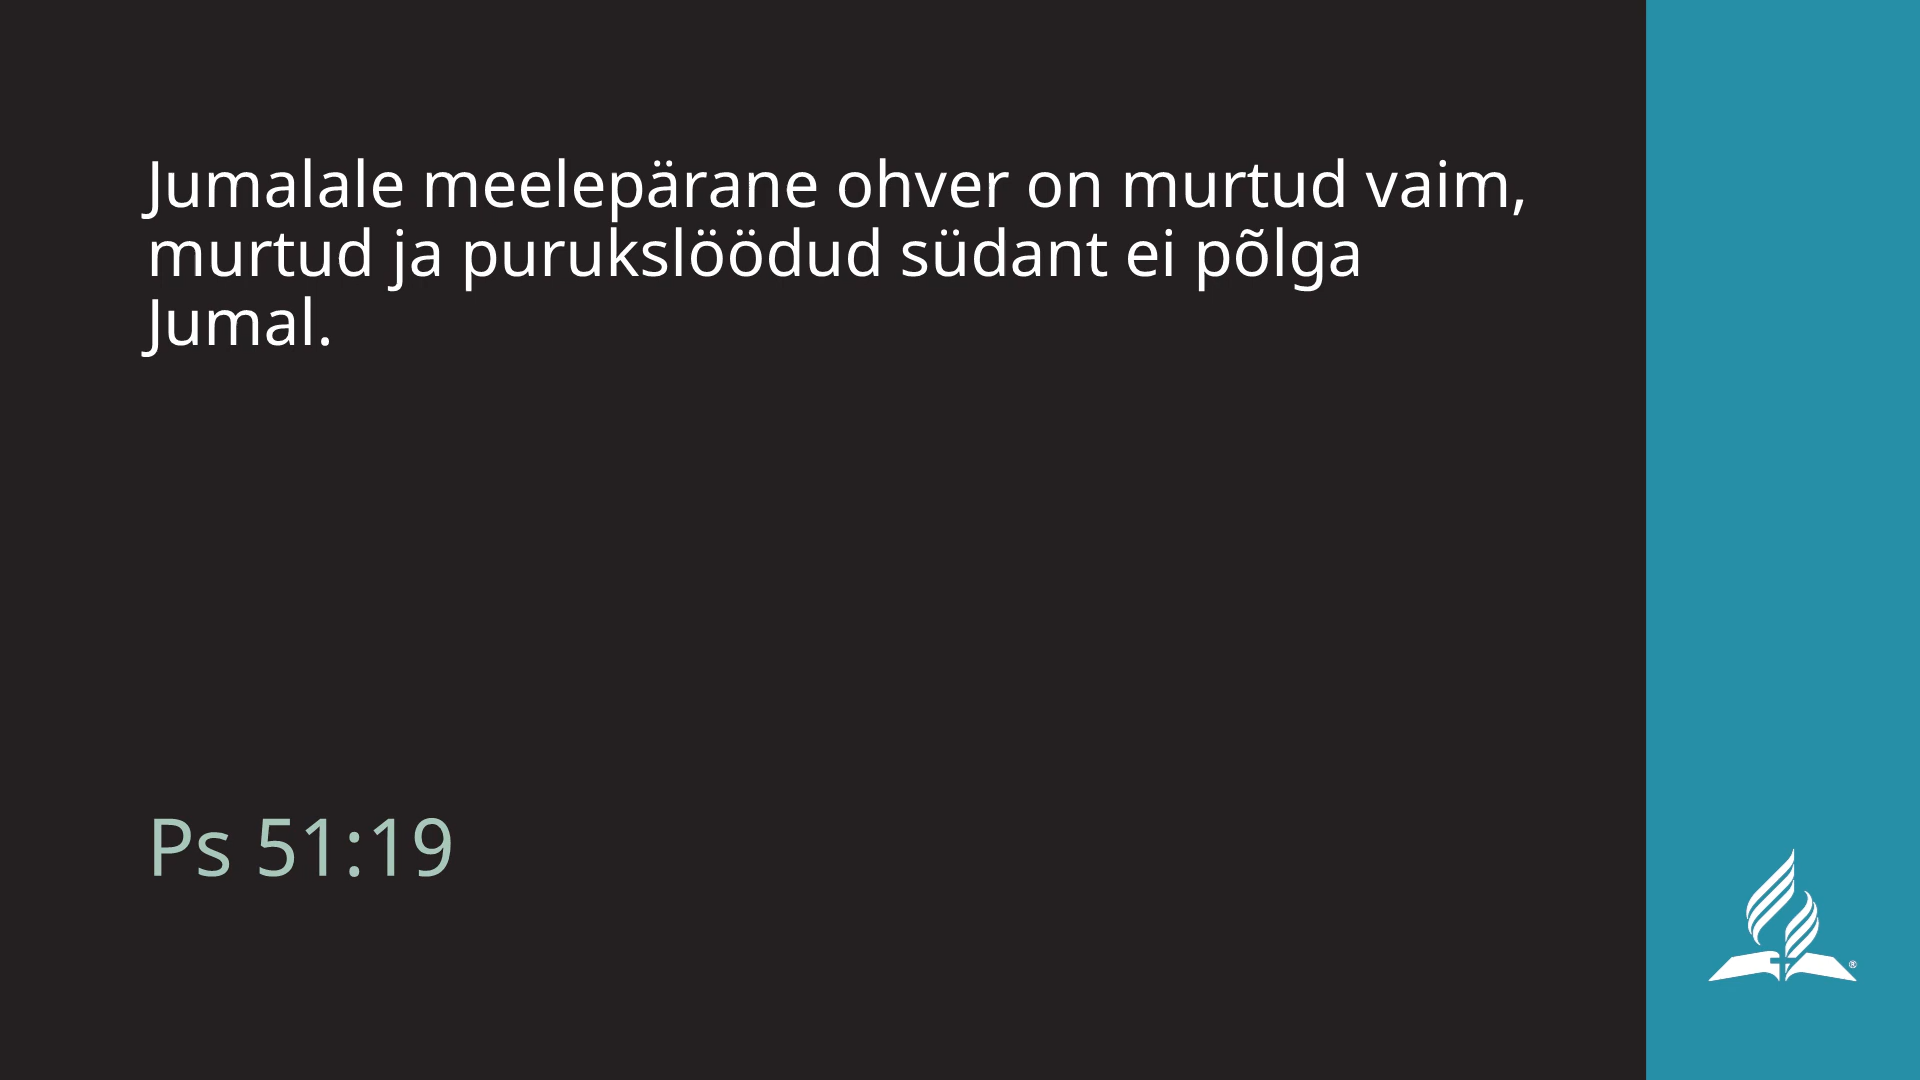 Jumalale meelepärane ohver on murtud vaim,
murtud ja purukslöödud südant ei põlga
Jumal.
Ps 51:19
®